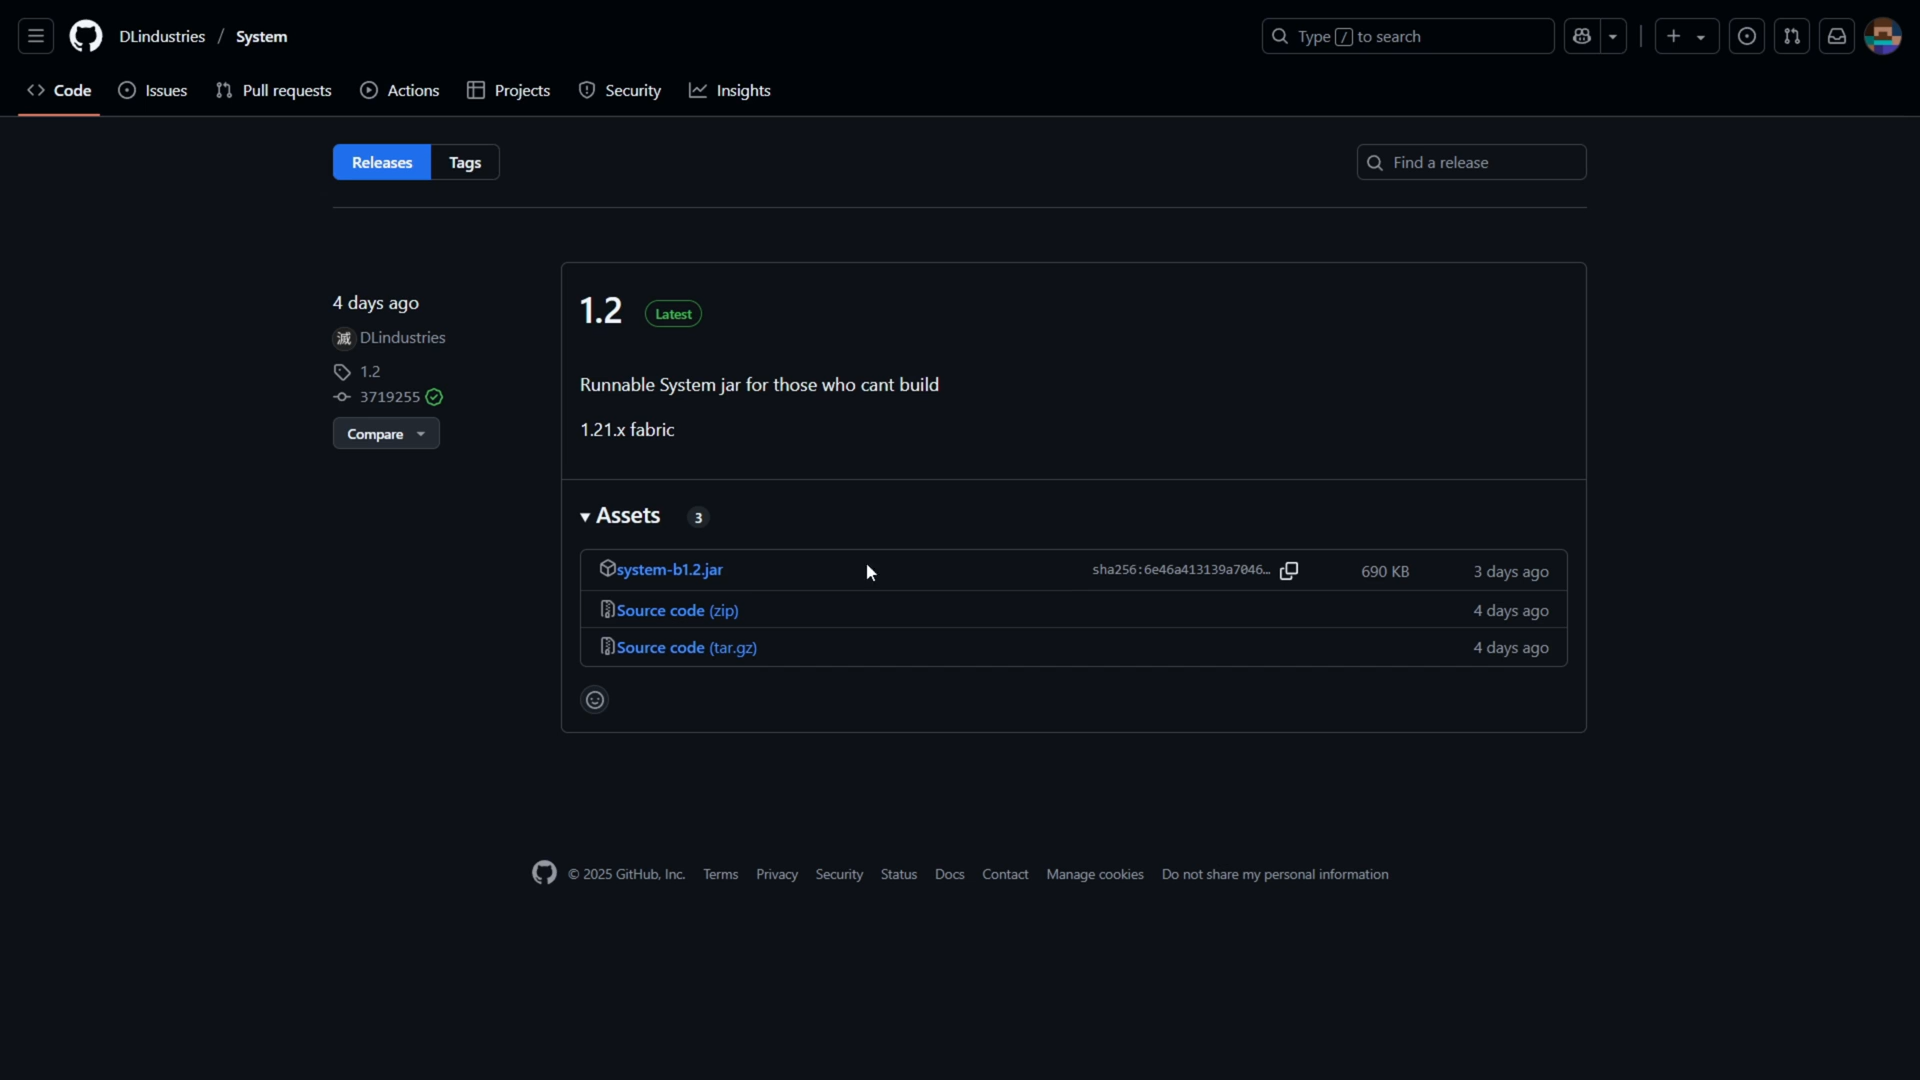 DLindustries / System
Type / to search
Code Issues Pull requests Actions Projects Security Insights
Releases Tags
Find a release
4 days ago
DLindustries
1.2
3719255
Compare
1.2 Latest
Runnable System jar for those who cant build
1.21.x fabric
Assets 3
system-b1.2.jar sha256:6e46a413139a7046... 690 KB 3 days ago
Source code (zip) 4 days ago
Source code (tar.gz) 4 days ago
© 2025 GitHub, Inc. Terms Privacy Security Status Docs Contact Manage cookies Do not share my personal information